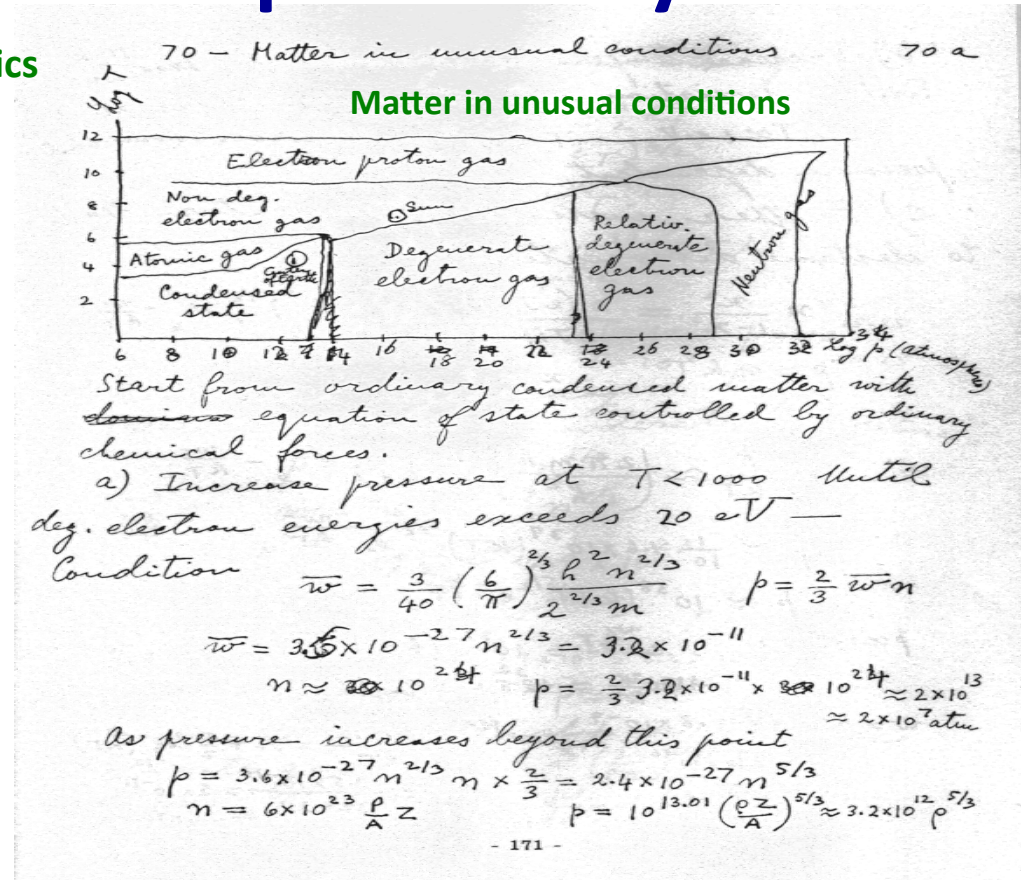 ics
70 — Matter in unusual conditions 70 a
Matter in unusual conditions
Log T
12
Electron proton gas
10
Non deg.
8
electron gas
Sun
6
Atomic gas
Degenerate
electron gas
Relativ.
degenerate
electron
gas
Neutron gas
4
Condensed
state
2
6 8 10 12 14 16 18 20 22 24 26 28 30 32 34 Log p (atmospheres)
Start from ordinary condensed matter with
equation of state controlled by ordinary
chemical forces.
a) Increase pressure at T<1000 Until
deg. electron energies exceeds 20 eV —
Condition w̄ = 3/40 (6/π)^{2/3} h² n^{2/3} / 2^{2/3} m p = 2/3 w̄ n
w̄ = 3.6 × 10^{-27} n^{2/3} = 3.2 × 10^{-11}
n ≈ 10^{24} p = 2/3 3.2×10^{-11} × 10^{24} ≈ 2×10^{13}
≈ 2×10^7 atm
As pressure increases beyond this point
p = 3.6×10^{-27} n^{2/3} n × 2/3 = 2.4×10^{-27} n^{5/3}
n = 6×10^{23} ρ/A Z p = 10^{13.01} (ρZ/A)^{5/3} ≈ 3.2×10^{12} ρ^{5/3}
- 171 -